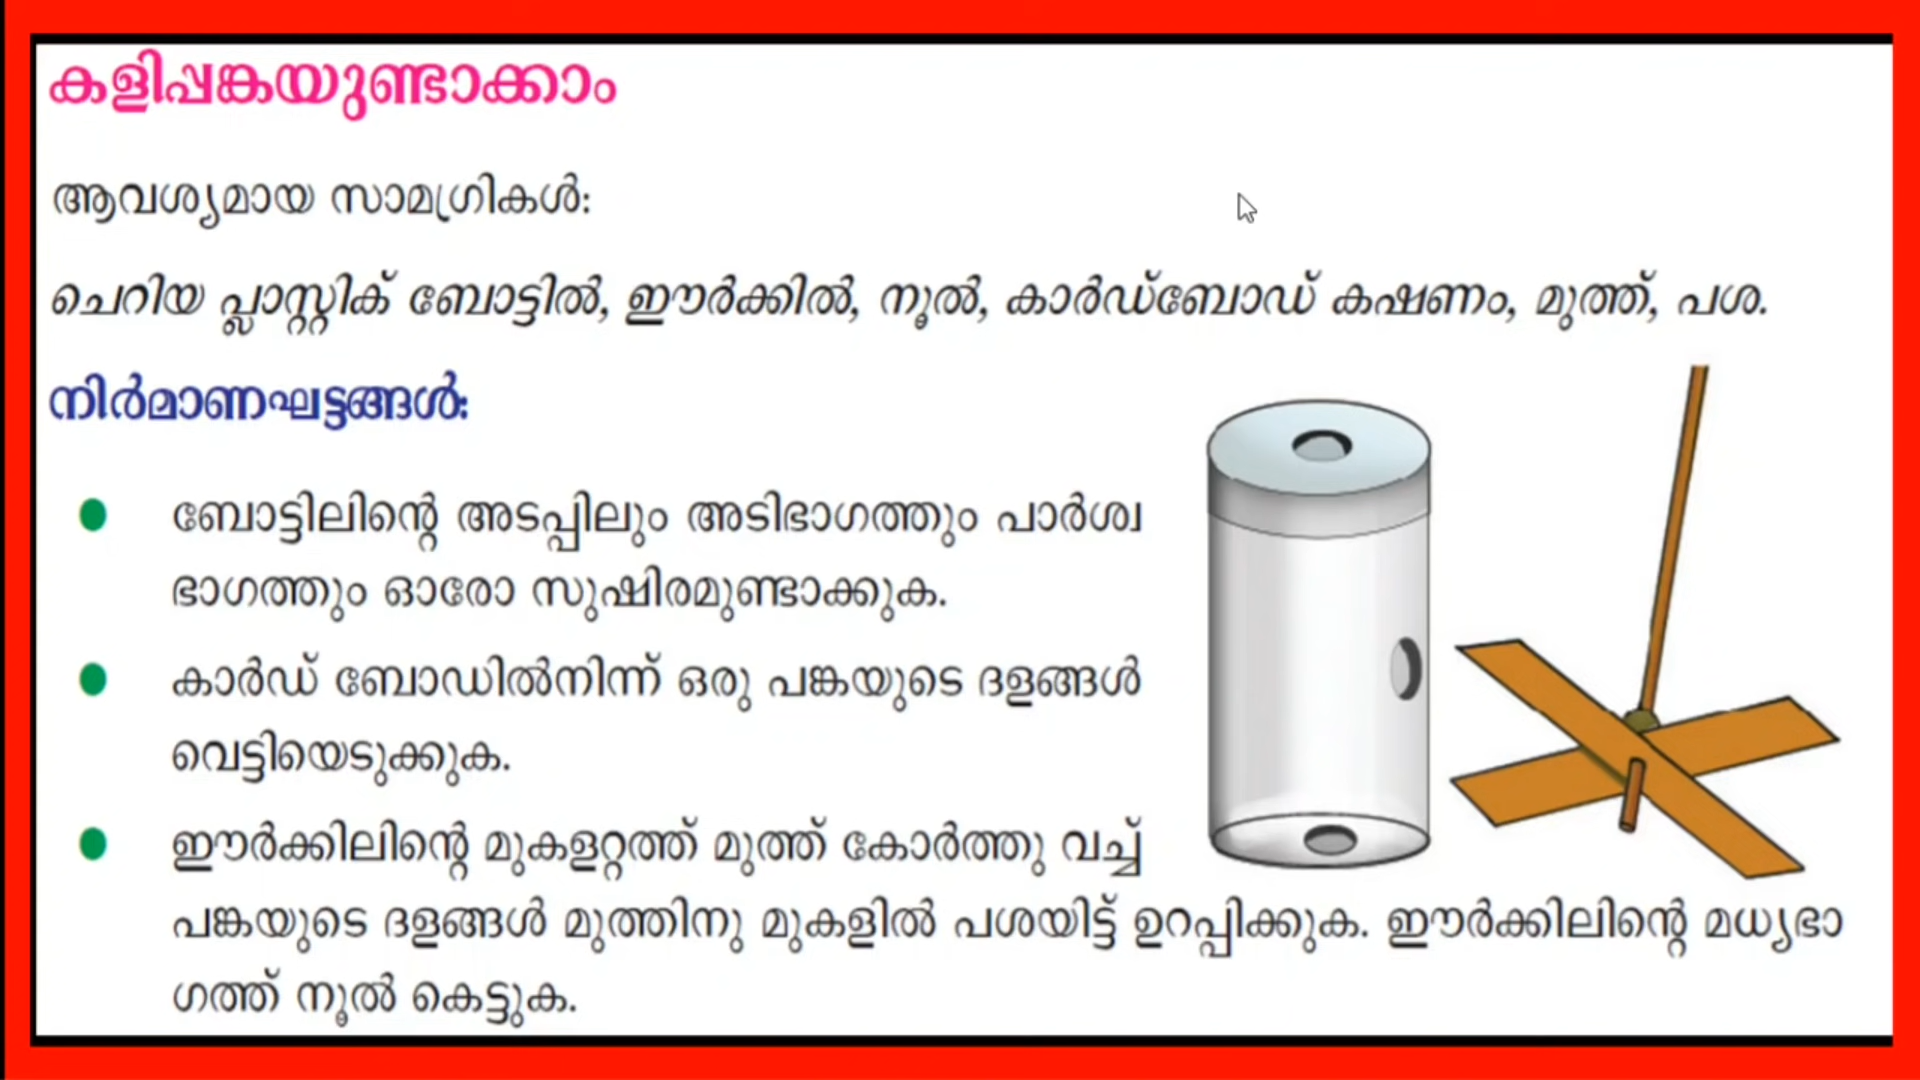 കളിപ്പങ്കയുണ്ടാക്കാം
ആവശ്യമായ സാമഗ്രികൾ:
ചെറിയ പ്ലാസ്റ്റിക് ബോട്ടിൽ, ഈർക്കിൽ, നൂൽ, കാർഡ്ബോഡ് കഷണം, മുത്ത്, പശ.
നിർമാണഘട്ടങ്ങൾ:
● ബോട്ടിലിന്റെ അടപ്പിലും അടിഭാഗത്തും പാർശ്വ
ഭാഗത്തും ഓരോ സുഷിരമുണ്ടാക്കുക.
● കാർഡ് ബോഡിൽനിന്ന് ഒരു പങ്കയുടെ ദളങ്ങൾ
വെട്ടിയെടുക്കുക.
● ഈർക്കിലിന്റെ മുകളറ്റത്ത് മുത്ത് കോർത്തു വച്ച്
പങ്കയുടെ ദളങ്ങൾ മുത്തിനു മുകളിൽ പശയിട്ട് ഉറപ്പിക്കുക. ഈർക്കിലിന്റെ മധ്യഭാ
ഗത്ത് നൂൽ കെട്ടുക.